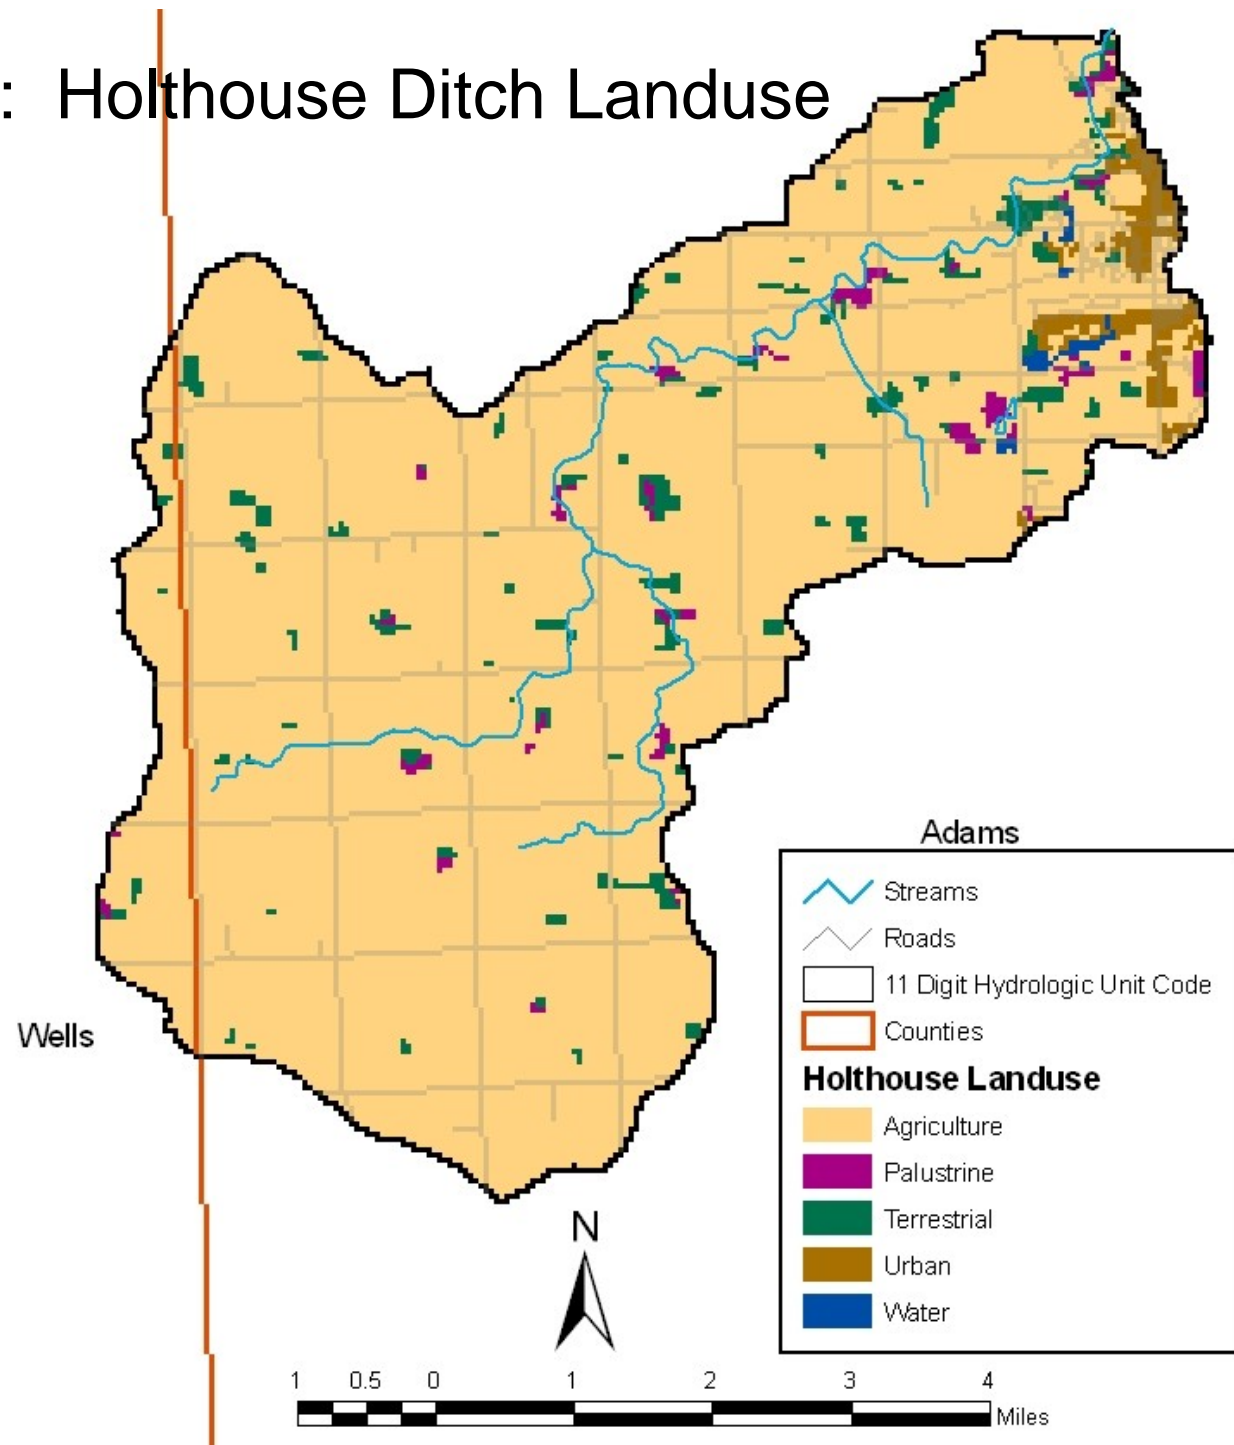 : Holthouse Ditch Landuse
Adams
Streams
Roads
11 Digit Hydrologic Unit Code
Counties
Holthouse Landuse
Agriculture
Palustrine
Terrestrial
Urban
Water
Wells
N
1 0.5 0 1 2 3 4
Miles